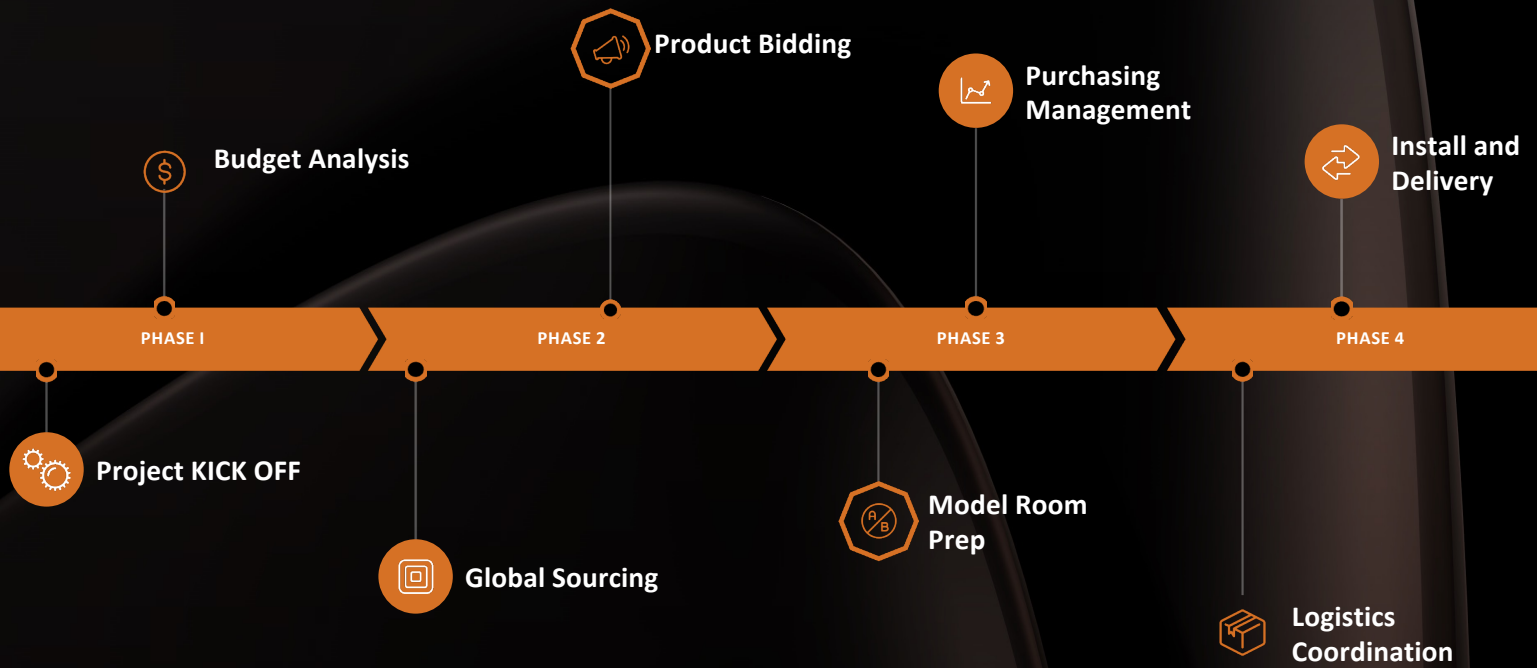 Product Bidding
Purchasing
Management
Budget Analysis
Install and
Delivery
$
PHASE I
PHASE 2
PHASE 3
PHASE 4
Project KICK OFF
Model Room
Prep
A
B
Global Sourcing
Logistics
Coordination